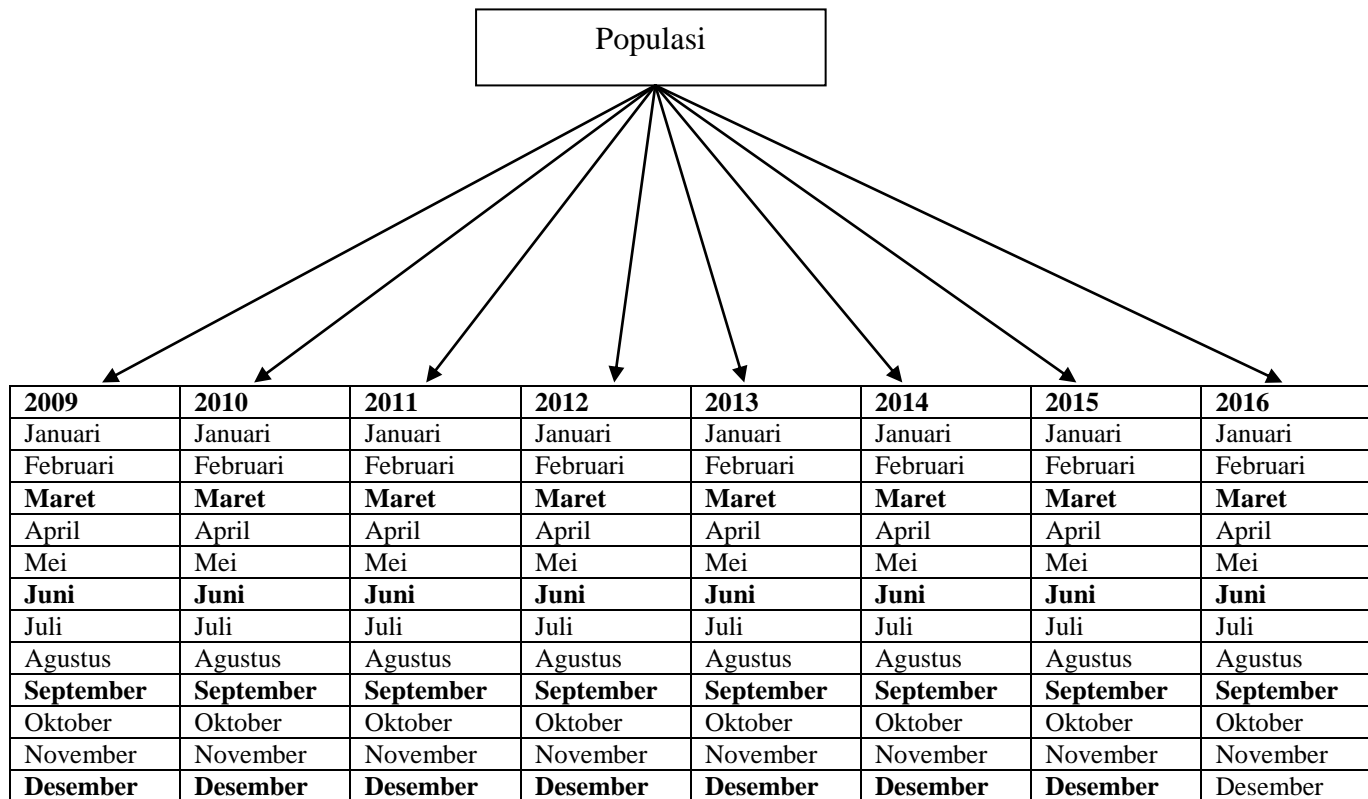 Populasi
2009 2010 2011 2012 2013 2014 2015 2016
Januari Januari Januari Januari Januari Januari Januari Januari
Februari Februari Februari Februari Februari Februari Februari Februari
Maret Maret Maret Maret Maret Maret Maret Maret
April April April April April April April April
Mei Mei Mei Mei Mei Mei Mei Mei
Juni Juni Juni Juni Juni Juni Juni Juni
Juli Juli Juli Juli Juli Juli Juli Juli
Agustus Agustus Agustus Agustus Agustus Agustus Agustus Agustus
September September September September September September September September
Oktober Oktober Oktober Oktober Oktober Oktober Oktober Oktober
November November November November November November November November
Desember Desember Desember Desember Desember Desember Desember Desember